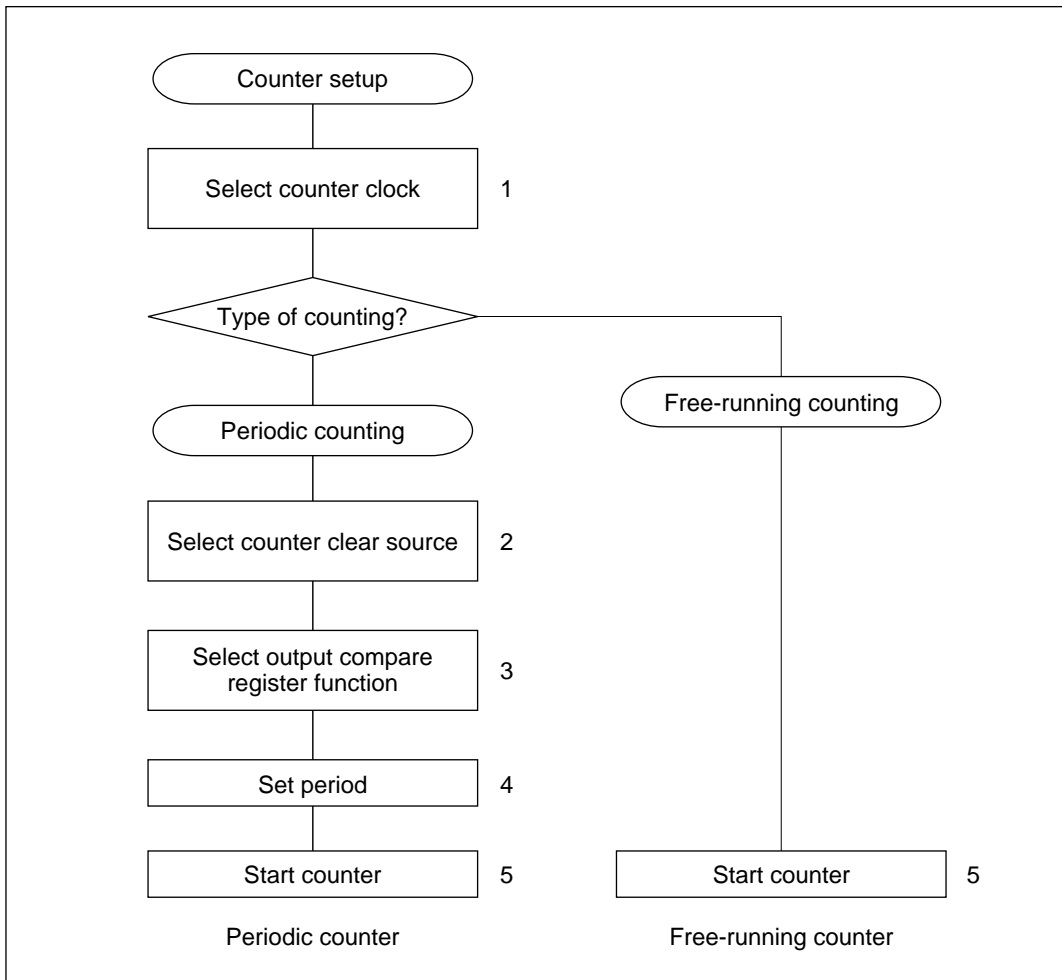 Counter setup
Select counter clock
1
Type of counting?
Free-running counting
Periodic counting
Select counter clear source
2
Select output compare
register function
3
Set period
4
Start counter
5
Start counter
5
Periodic counter
Free-running counter